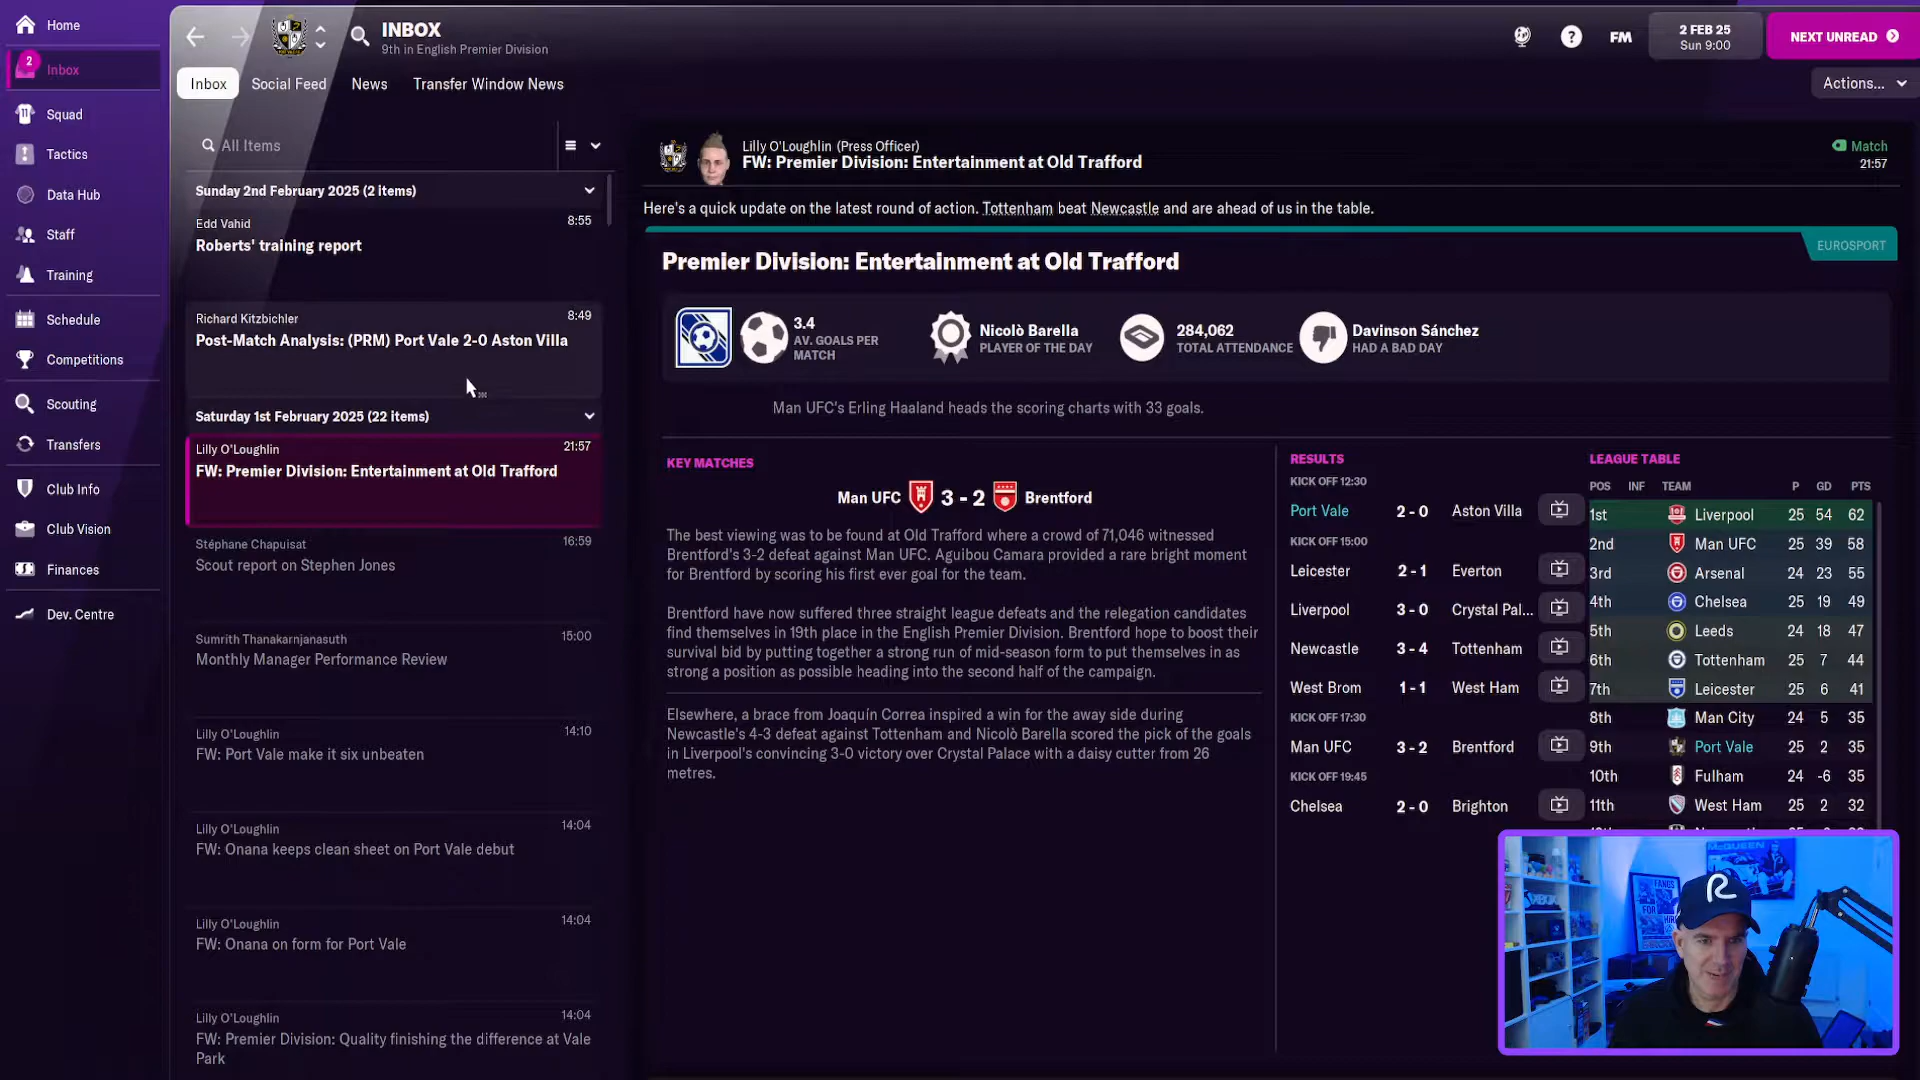 Home
2
Inbox
Squad
Tactics
Data Hub
Staff
Training
Schedule
Competitions
Scouting
Transfers
Club Info
Club Vision
Finances
Dev. Centre
INBOX
9th in English Premier Division
FM
2 FEB 25
Sun 9:00
NEXT UNREAD
Inbox Social Feed News Transfer Window News
Actions...
All Items
Sunday 2nd February 2025 (2 items)
Edd Vahid 8:55
Roberts' training report
Richard Kitzbichler 8:49
Post-Match Analysis: (PRM) Port Vale 2-0 Aston Villa
Saturday 1st February 2025 (22 items)
Lilly O'Loughlin 21:57
FW: Premier Division: Entertainment at Old Trafford
Stéphane Chapuisat 16:59
Scout report on Stephen Jones
Sumrith Thanakarnjanasuth 15:00
Monthly Manager Performance Review
Lilly O'Loughlin 14:10
FW: Port Vale make it six unbeaten
Lilly O'Loughlin 14:04
FW: Onana keeps clean sheet on Port Vale debut
Lilly O'Loughlin 14:04
FW: Onana on form for Port Vale
Lilly O'Loughlin 14:04
FW: Premier Division: Quality finishing the difference at Vale
Park
Lilly O'Loughlin (Press Officer)
FW: Premier Division: Entertainment at Old Trafford
Match
21:57
Here's a quick update on the latest round of action. Tottenham beat Newcastle and are ahead of us in the table.
EUROSPORT
Premier Division: Entertainment at Old Trafford
3.4
AV. GOALS PER
MATCH
Nicolò Barella
PLAYER OF THE DAY
284,062
TOTAL ATTENDANCE
Davinson Sánchez
HAD A BAD DAY
Man UFC's Erling Haaland heads the scoring charts with 33 goals.
KEY MATCHES
Man UFC 3 - 2 Brentford
The best viewing was to be found at Old Trafford where a crowd of 71,046 witnessed
Brentford's 3-2 defeat against Man UFC. Aguibou Camara provided a rare bright moment
for Brentford by scoring his first ever goal for the team.
Brentford have now suffered three straight league defeats and the relegation candidates
find themselves in 19th place in the English Premier Division. Brentford hope to boost their
survival bid by putting together a strong run of mid-season form to put themselves in as
strong a position as possible heading into the second half of the campaign.
Elsewhere, a brace from Joaquín Correa inspired a win for the away side during
Newcastle's 4-3 defeat against Tottenham and Nicolò Barella scored the pick of the goals
in Liverpool's convincing 3-0 victory over Crystal Palace with a daisy cutter from 26
metres.
RESULTS
KICK OFF 12:30
Port Vale 2 - 0 Aston Villa
KICK OFF 15:00
Leicester 2 - 1 Everton
Liverpool 3 - 0 Crystal Pal...
Newcastle 3 - 4 Tottenham
West Brom 1 - 1 West Ham
KICK OFF 17:30
Man UFC 3 - 2 Brentford
KICK OFF 19:45
Chelsea 2 - 0 Brighton
LEAGUE TABLE
POS INF TEAM P GD PTS
1st Liverpool 25 54 62
2nd Man UFC 25 39 58
3rd Arsenal 24 23 55
4th Chelsea 25 19 49
5th Leeds 24 18 47
6th Tottenham 25 7 44
7th Leicester 25 6 41
8th Man City 24 5 35
9th Port Vale 25 2 35
10th Fulham 24 -6 35
11th West Ham 25 2 32
McQUEEN
FANGS
FOR
R